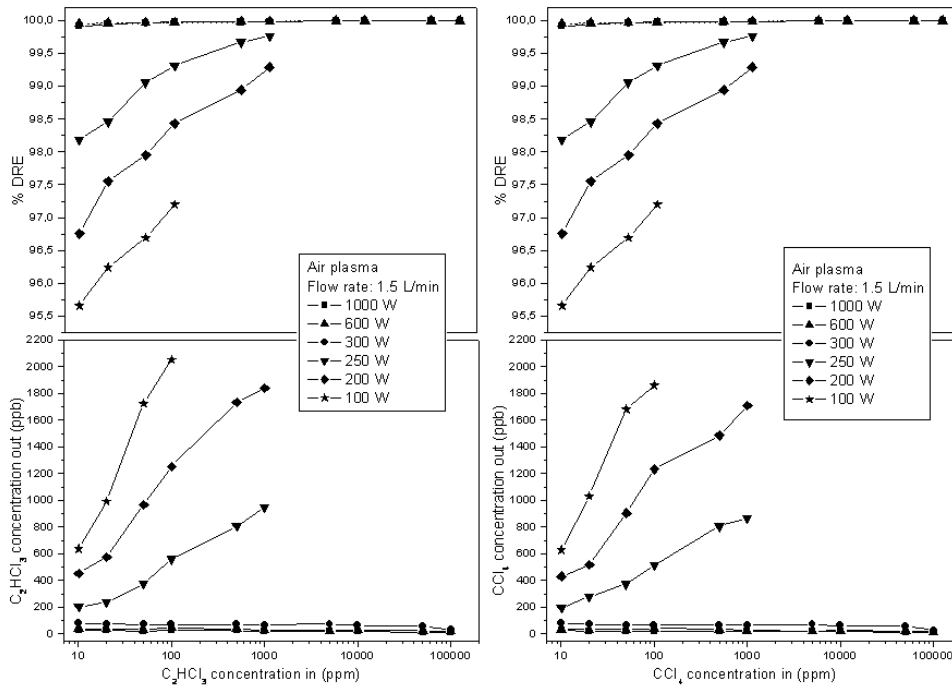 100,0
99,5
99,0
98,5
98,0
97,5
97,0
96,5
96,0
95,5
% DRE
Air plasma
Flow rate: 1.5 L/min
1000 W
600 W
300 W
250 W
200 W
100 W
2200
2000
1800
1600
1400
1200
1000
800
600
400
200
0
C₂HCl₃ concentration out (ppb)
10
100
1000
10000
100000
C₂HCl₃ concentration in (ppm)
100,0
99,5
99,0
98,5
98,0
97,5
97,0
96,5
96,0
95,5
% DRE
Air plasma
Flow rate: 1.5 L/min
1000 W
600 W
300 W
250 W
200 W
100 W
2200
2000
1800
1600
1400
1200
1000
800
600
400
200
0
CCl₄ concentration out (ppb)
10
100
1000
10000
100000
CCl₄ concentration in (ppm)